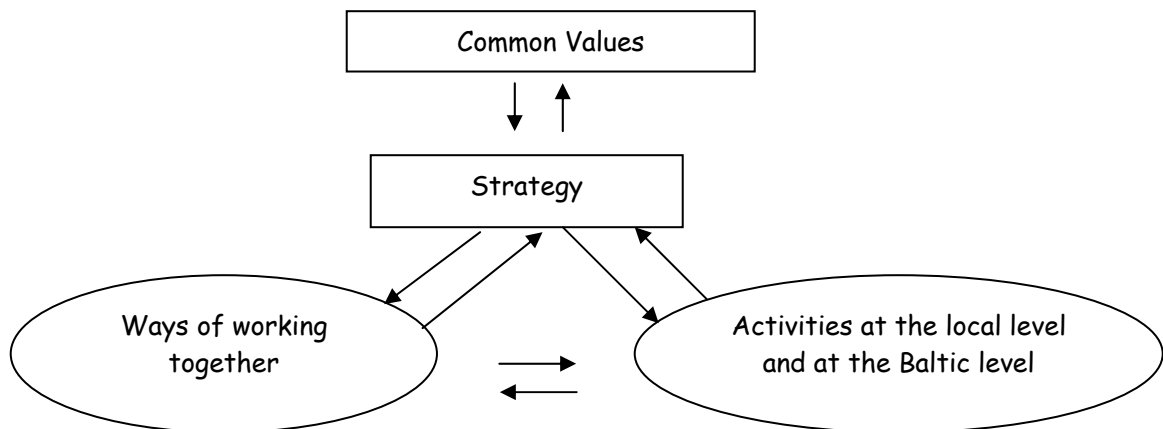 Common Values
Strategy
Ways of working
together
Activities at the local level
and at the Baltic level